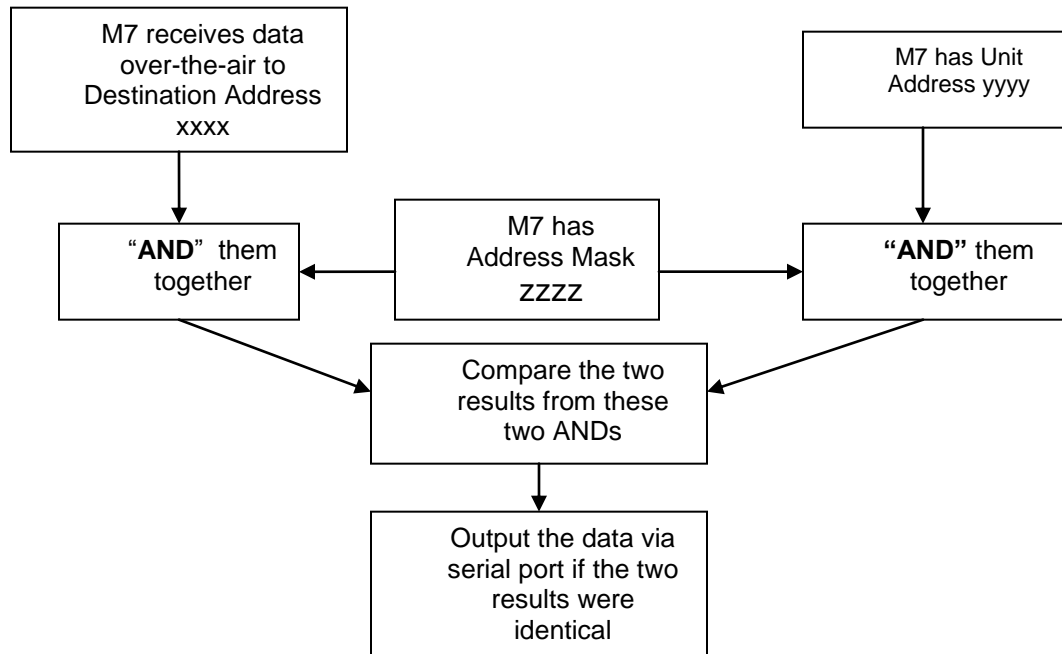 M7 receives data
over-the-air to
Destination Address
xxxx
M7 has Unit
Address yyyy
“AND” them
together
M7 has
Address Mask
zzzz
“AND” them
together
Compare the two
results from these
two ANDs
Output the data via
serial port if the two
results were
identical